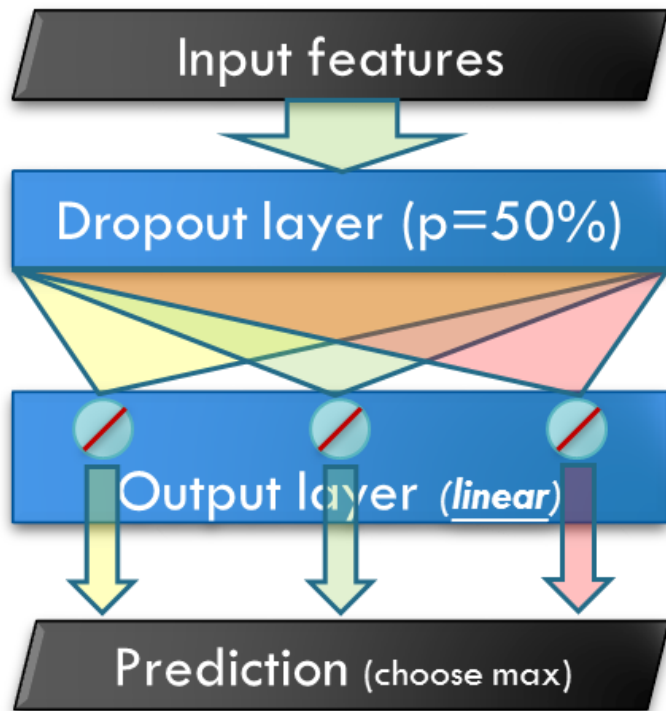 Input features
Dropout layer (p=50%)
Output layer (linear)
Prediction (choose max)